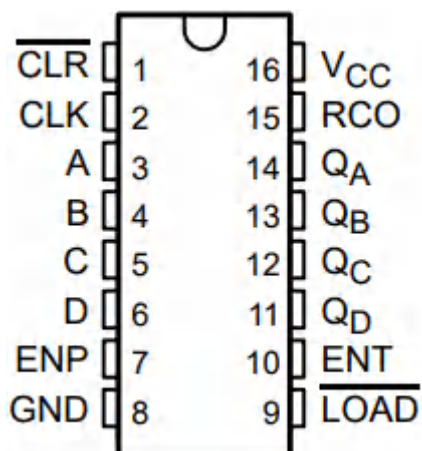 CLR 1 16 VCC
CLK 2 15 RCO
A 3 14 QA
B 4 13 QB
C 5 12 QC
D 6 11 QD
ENP 7 10 ENT
GND 8 9 LOAD